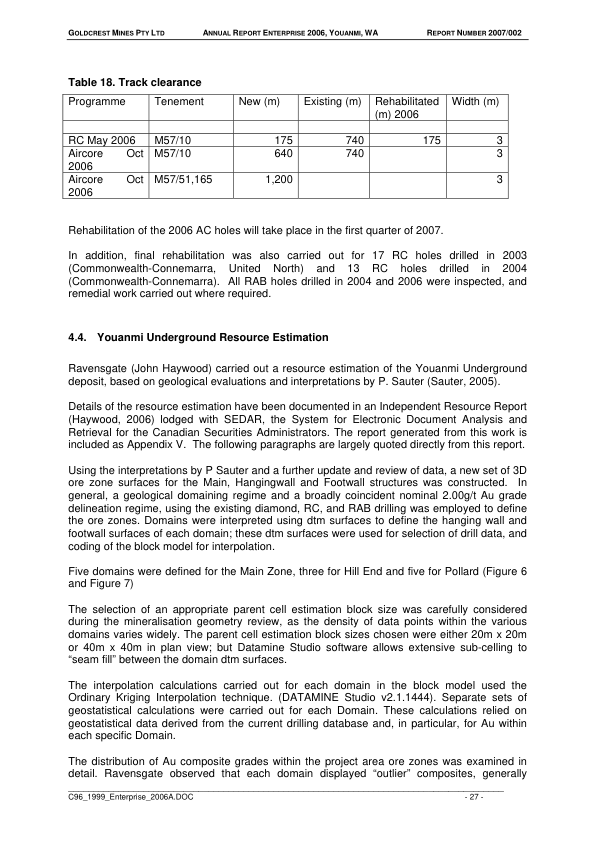 GOLDCREST MINES PTY LTD ANNUAL REPORT ENTERPRISE 2006, YOUANMI, WA REPORT NUMBER 2007/002
Table 18. Track clearance
Programme Tenement New (m) Existing (m) Rehabilitated (m) 2006 Width (m)
RC May 2006 M57/10 175 740 175 3
Aircore Oct 2006 M57/10 640 740 3
Aircore Oct 2006 M57/51,165 1,200 3
Rehabilitation of the 2006 AC holes will take place in the first quarter of 2007.
In addition, final rehabilitation was also carried out for 17 RC holes drilled in 2003
(Commonwealth-Connemarra, United North) and 13 RC holes drilled in 2004
(Commonwealth-Connemarra). All RAB holes drilled in 2004 and 2006 were inspected, and
remedial work carried out where required.
4.4. Youanmi Underground Resource Estimation
Ravensgate (John Haywood) carried out a resource estimation of the Youanmi Underground
deposit, based on geological evaluations and interpretations by P. Sauter (Sauter, 2005).
Details of the resource estimation have been documented in an Independent Resource Report
(Haywood, 2006) lodged with SEDAR, the System for Electronic Document Analysis and
Retrieval for the Canadian Securities Administrators. The report generated from this work is
included as Appendix V. The following paragraphs are largely quoted directly from this report.
Using the interpretations by P Sauter and a further update and review of data, a new set of 3D
ore zone surfaces for the Main, Hangingwall and Footwall structures was constructed. In
general, a geological domaining regime and a broadly coincident nominal 2.00g/t Au grade
delineation regime, using the existing diamond, RC, and RAB drilling was employed to define
the ore zones. Domains were interpreted using dtm surfaces to define the hanging wall and
footwall surfaces of each domain; these dtm surfaces were used for selection of drill data, and
coding of the block model for interpolation.
Five domains were defined for the Main Zone, three for Hill End and five for Pollard (Figure 6
and Figure 7)
The selection of an appropriate parent cell estimation block size was carefully considered
during the mineralisation geometry review, as the density of data points within the various
domains varies widely. The parent cell estimation block sizes chosen were either 20m x 20m
or 40m x 40m in plan view; but Datamine Studio software allows extensive sub-celling to
“seam fill” between the domain dtm surfaces.
The interpolation calculations carried out for each domain in the block model used the
Ordinary Kriging Interpolation technique. (DATAMINE Studio v2.1.1444). Separate sets of
geostatistical calculations were carried out for each Domain. These calculations relied on
geostatistical data derived from the current drilling database and, in particular, for Au within
each specific Domain.
The distribution of Au composite grades within the project area ore zones was examined in
detail. Ravensgate observed that each domain displayed “outlier” composites, generally
C96_1999_Enterprise_2006A.DOC - 27 -